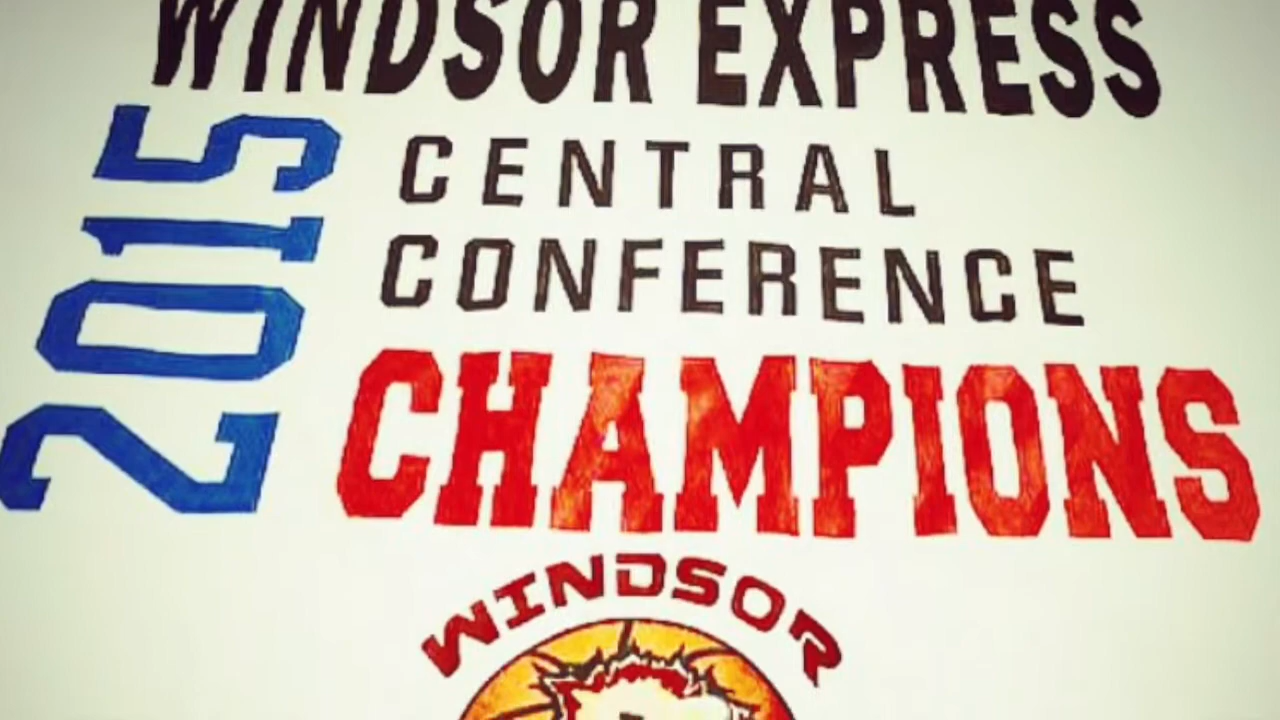 WINDSOR EXPRESS
2015
CENTRAL
CONFERENCE
CHAMPIONS
WINDSOR